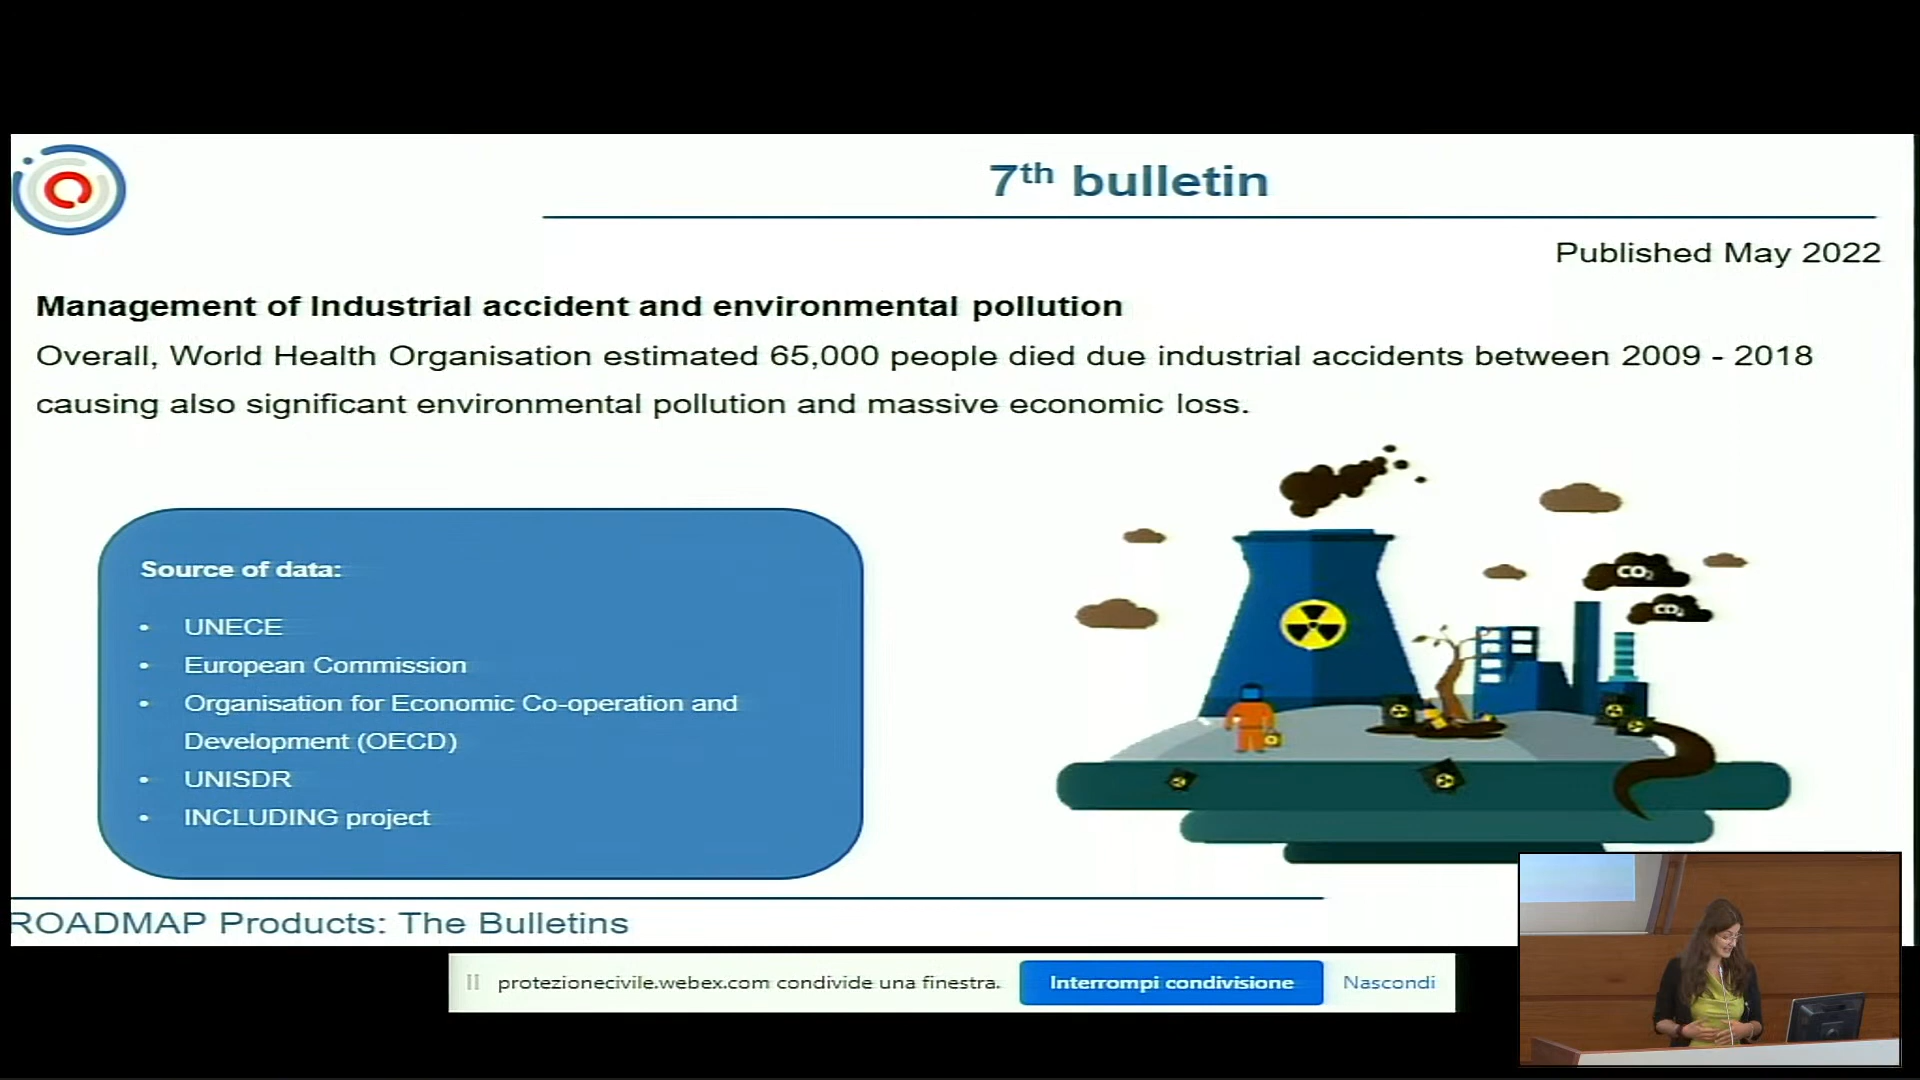 7th bulletin
Published May 2022
Management of Industrial accident and environmental pollution
Overall, World Health Organisation estimated 65,000 people died due industrial accidents between 2009 - 2018
causing also significant environmental pollution and massive economic loss.
Source of data:
• UNECE
• European Commission
• Organisation for Economic Co-operation and
Development (OECD)
• UNISDR
• INCLUDING project
CO2
CO2
ROADMAP Products: The Bulletins
protezionecivile.webex.com condivide una finestra.
Interrompi condivisione
Nascondi